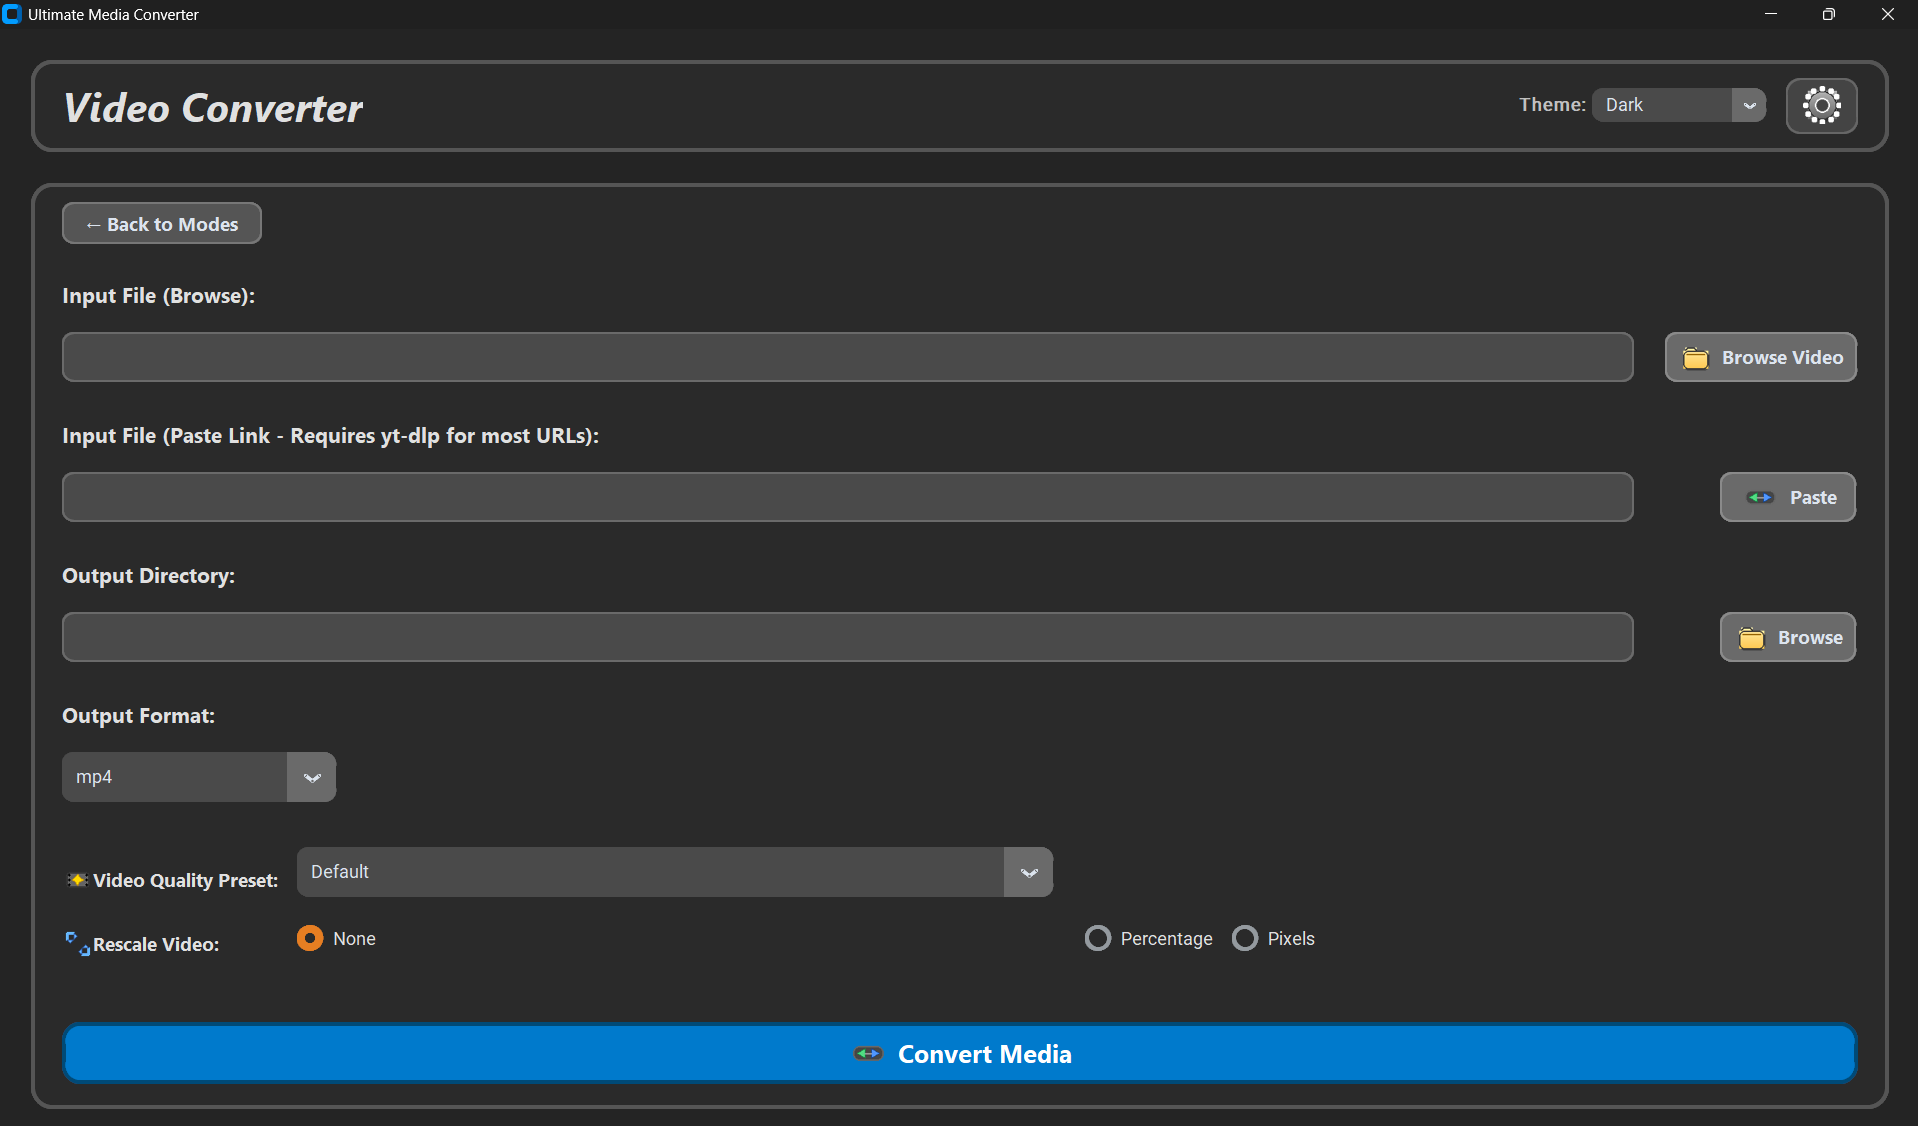 Ultimate Media Converter
Video Converter
Theme: Dark
← Back to Modes
Input File (Browse):
Browse Video
Input File (Paste Link - Requires yt-dlp for most URLs):
Paste
Output Directory:
Browse
Output Format:
mp4
Video Quality Preset: Default
Rescale Video: None Percentage Pixels
Convert Media